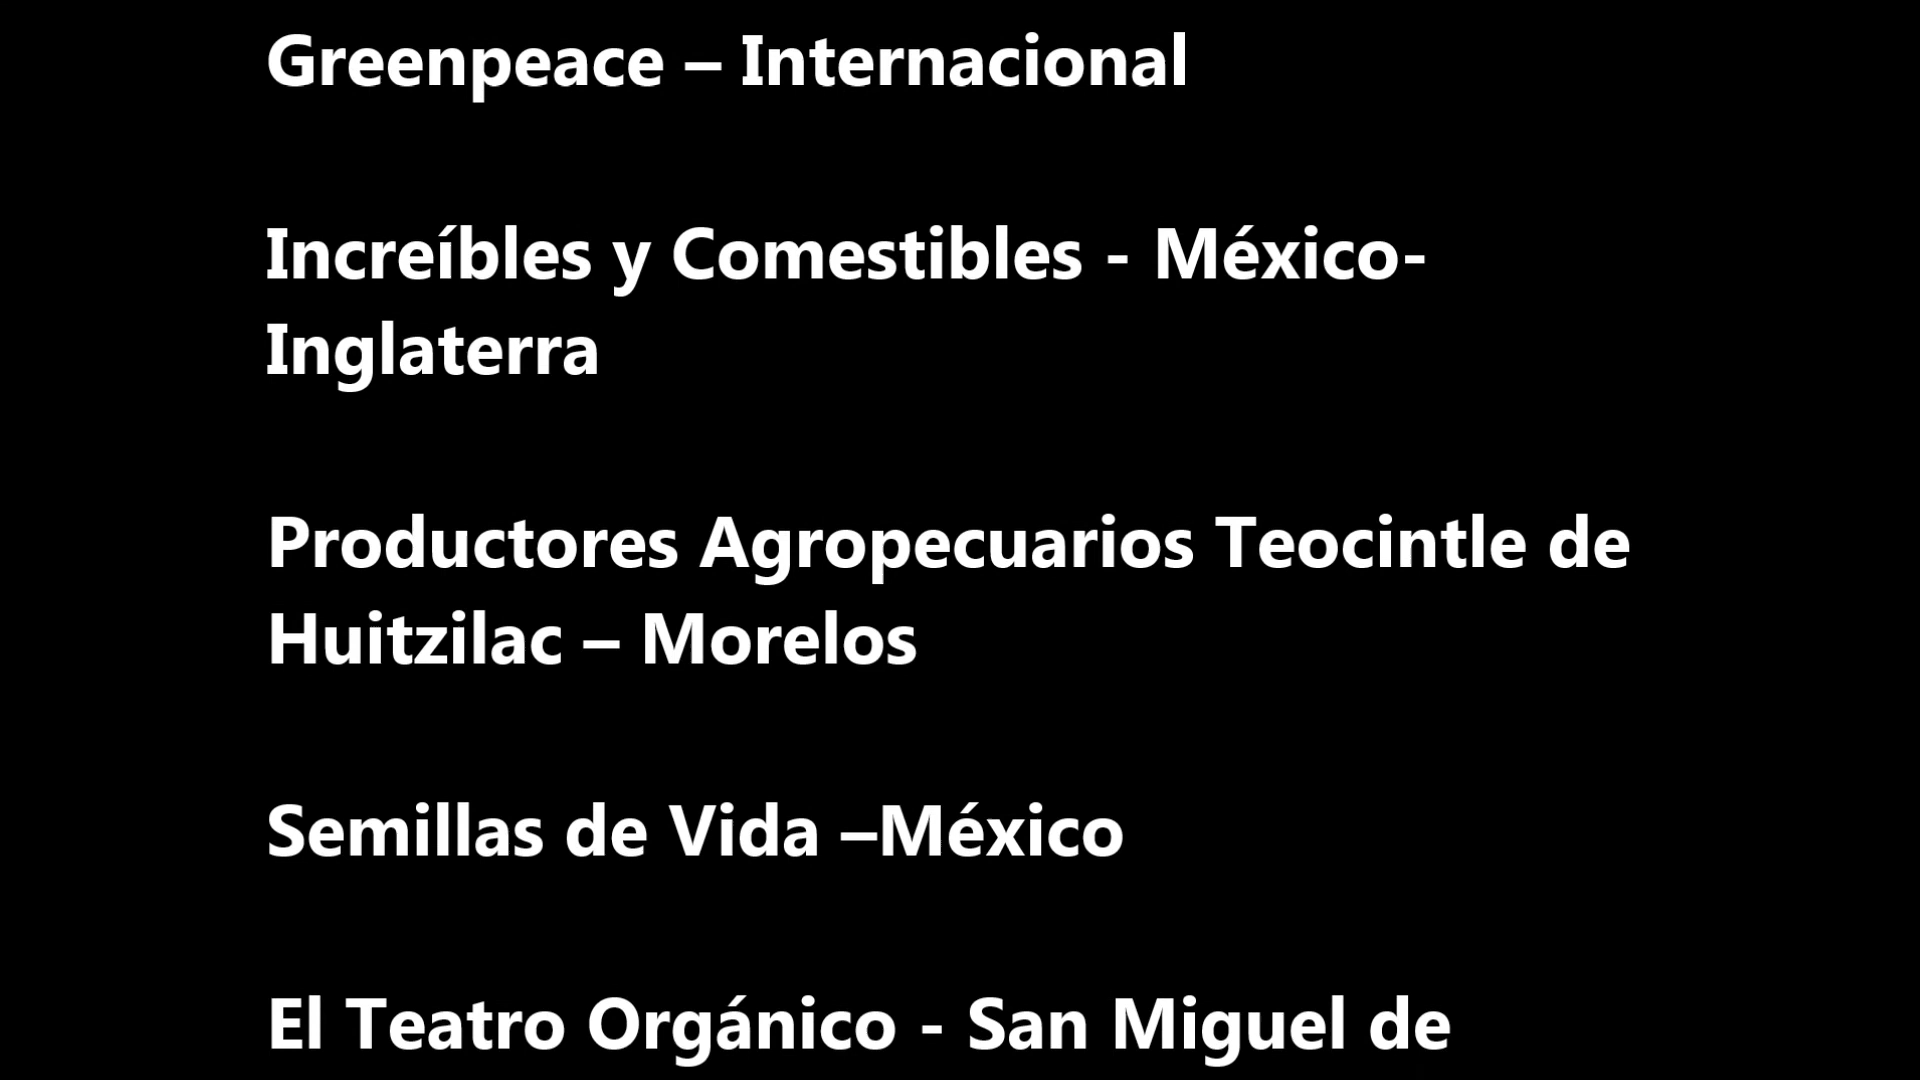 Greenpeace – Internacional
Increíbles y Comestibles - México-
Inglaterra
Productores Agropecuarios Teocintle de
Huitzilac – Morelos
Semillas de Vida –México
El Teatro Orgánico - San Miguel de